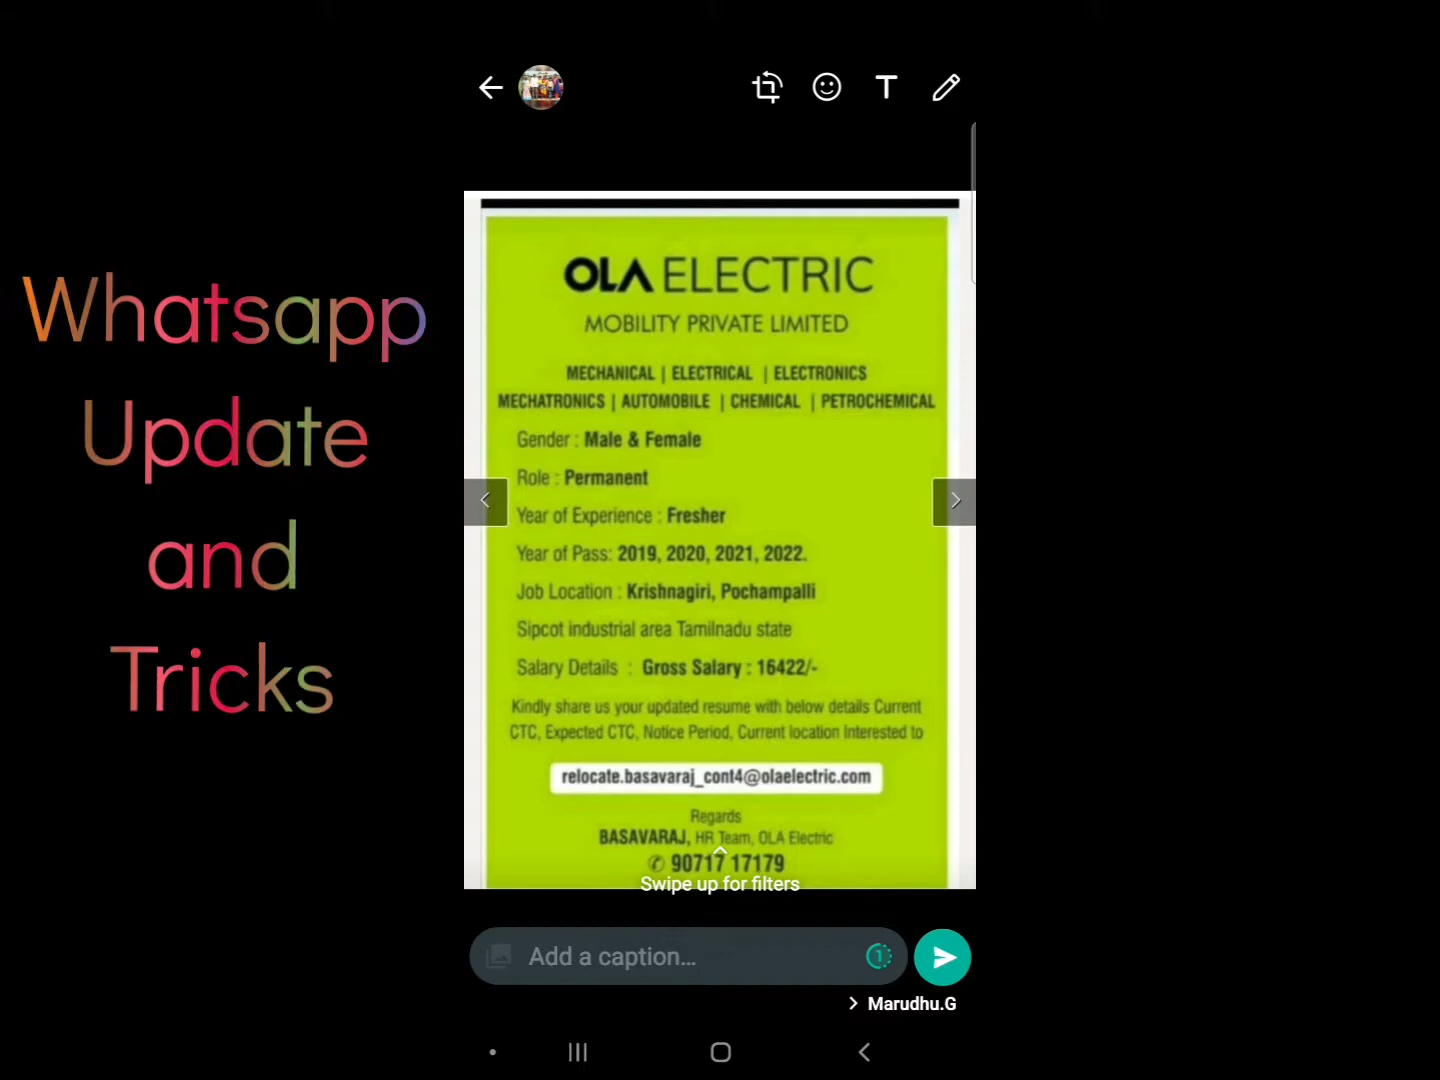 Whatsapp
Update
and
Tricks
T
OLA ELECTRIC
MOBILITY PRIVATE LIMITED
MECHANICAL | ELECTRICAL | ELECTRONICS
MECHATRONICS | AUTOMOBILE | CHEMICAL | PETROCHEMICAL
Gender : Male & Female
Role : Permanent
Year of Experience : Fresher
Year of Pass: 2019, 2020, 2021, 2022.
Job Location : Krishnagiri, Pochampalli
Sipcot industrial area Tamilnadu state
Salary Details : Gross Salary : 16422/-
Kindly share us your updated resume with below details Current
CTC, Expected CTC, Notice Period, Current location Interested to
relocate.basavaraj_cont4@olaelectric.com
Regards
BASAVARAJ, HR Team, OLA Electric
✆ 90717 17179
Swipe up for filters
Add a caption...
1
> Marudhu.G